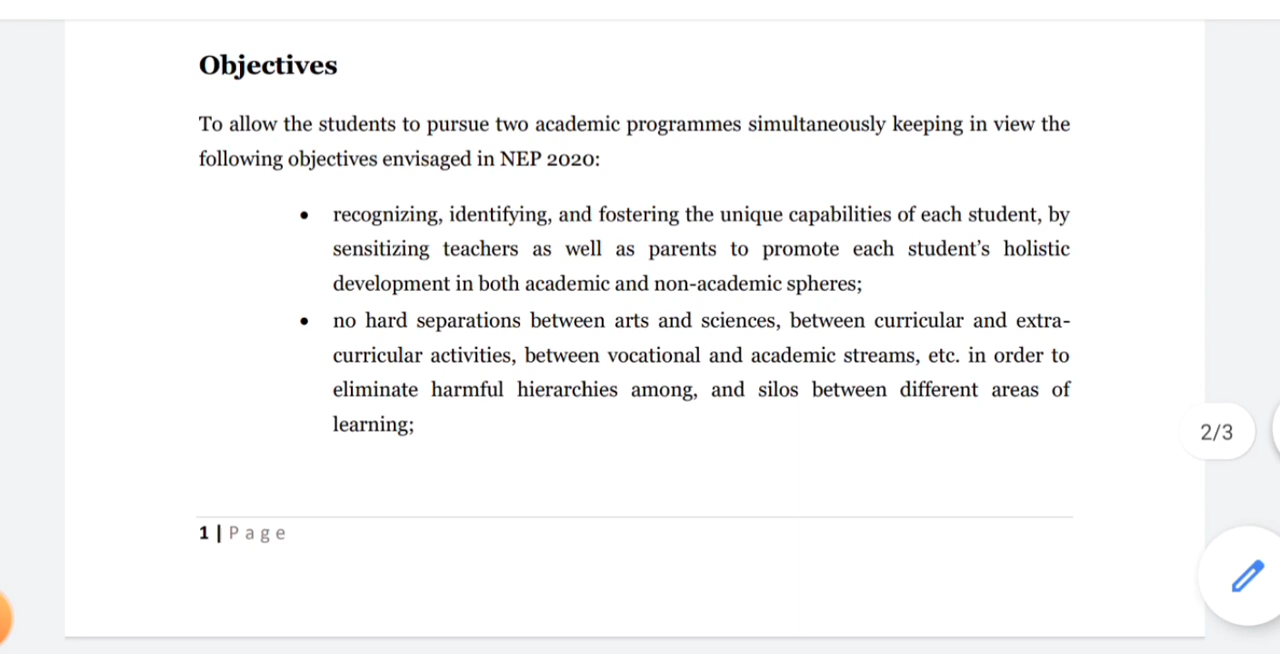 Objectives
To allow the students to pursue two academic programmes simultaneously keeping in view the
following objectives envisaged in NEP 2020:
• recognizing, identifying, and fostering the unique capabilities of each student, by
sensitizing teachers as well as parents to promote each student’s holistic
development in both academic and non-academic spheres;
• no hard separations between arts and sciences, between curricular and extra-
curricular activities, between vocational and academic streams, etc. in order to
eliminate harmful hierarchies among, and silos between different areas of
learning;
2/3
1 | Page